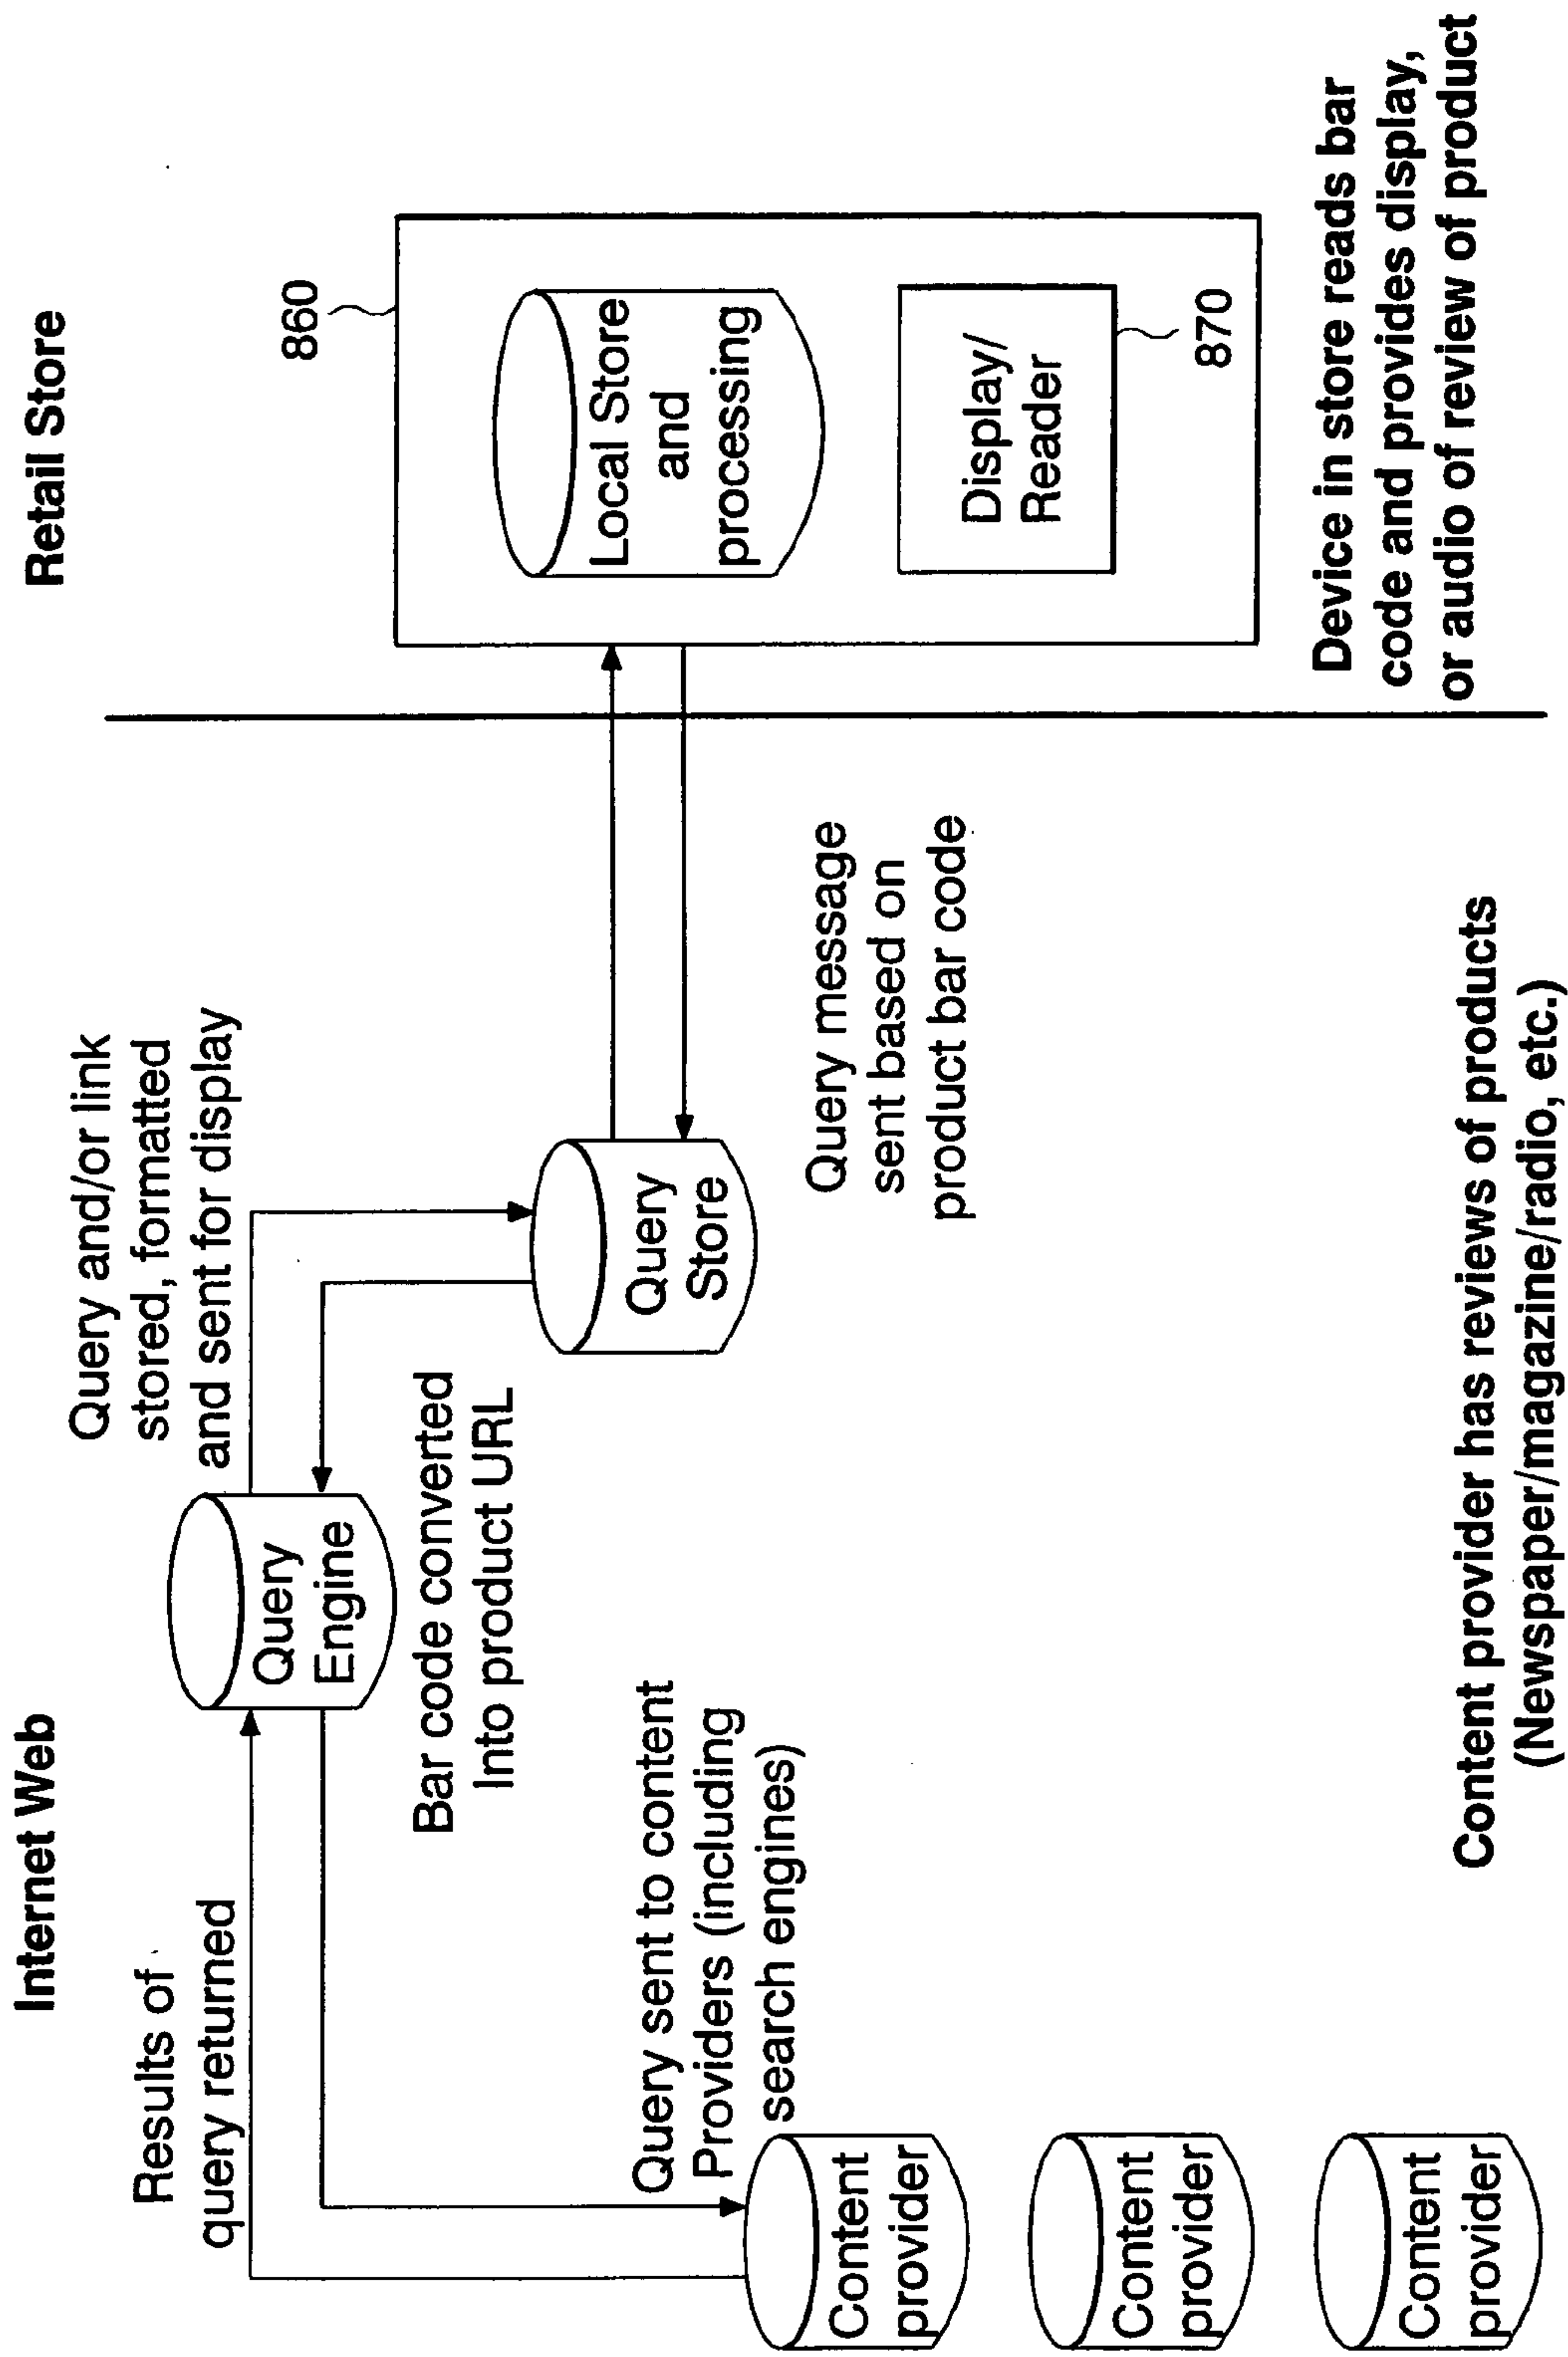 Internet Web
Retail Store
Results of
query returned
Query and/or link
stored, formatted
and sent for display
Query
Engine
Bar code converted
Into product URL
Query sent to content
Providers (including
search engines)
Query
Store
Query message
sent based on
product bar code
860
Local Store
and
processing
Display/
Reader
870
Content
provider
Content
provider
Content
provider
Content provider has reviews of products
(Newspaper/magazine/radio, etc.)
Device in store reads bar
code and provides display,
or audio of review of product